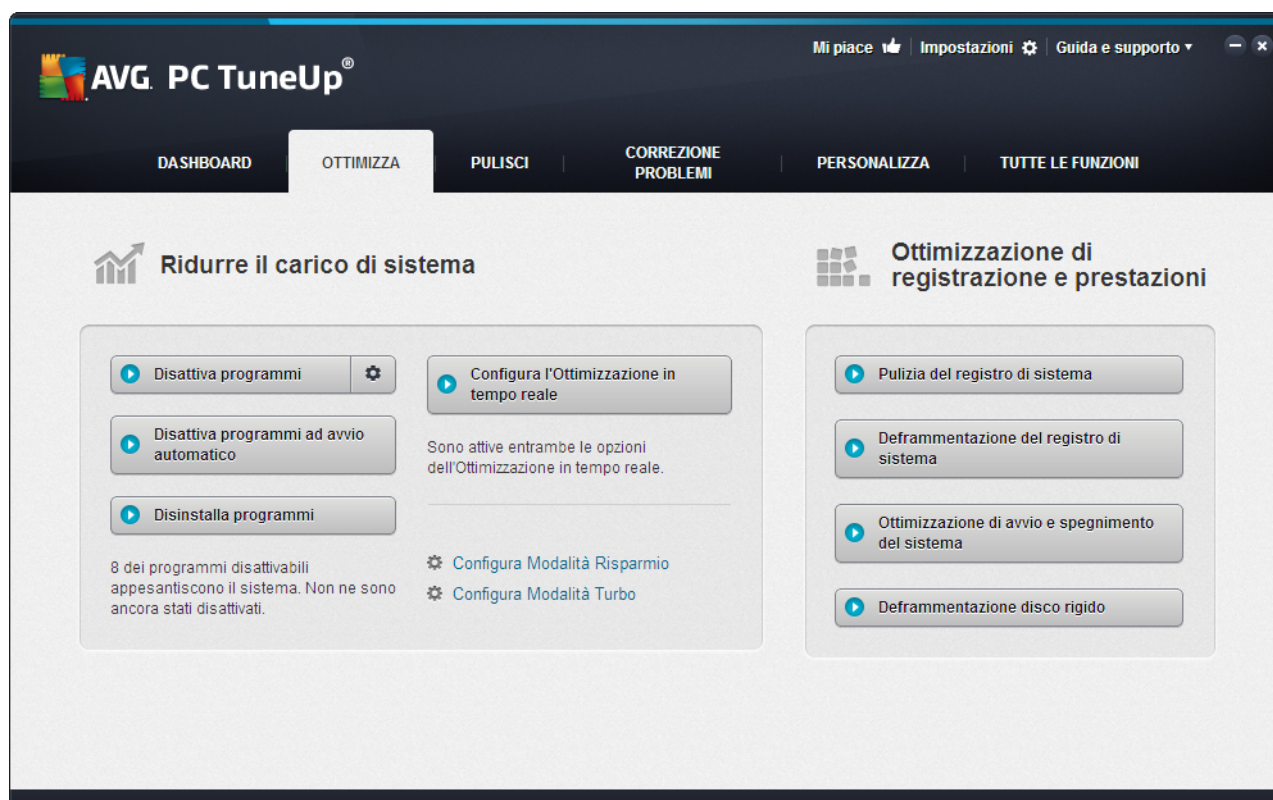 Mi piace
Impostazioni
Guida e supporto
AVG. PC TuneUp®
DASHBOARD
OTTIMIZZA
PULISCI
CORREZIONE
PROBLEMI
PERSONALIZZA
TUTTE LE FUNZIONI
Ridurre il carico di sistema
Disattiva programmi
Disattiva programmi ad avvio
automatico
Disinstalla programmi
8 dei programmi disattivabili
appesantiscono il sistema. Non ne sono
ancora stati disattivati.
Configura l'Ottimizzazione in
tempo reale
Sono attive entrambe le opzioni
dell'Ottimizzazione in tempo reale.
Configura Modalità Risparmio
Configura Modalità Turbo
Ottimizzazione di
registrazione e prestazioni
Pulizia del registro di sistema
Deframmentazione del registro di
sistema
Ottimizzazione di avvio e spegnimento
del sistema
Deframmentazione disco rigido